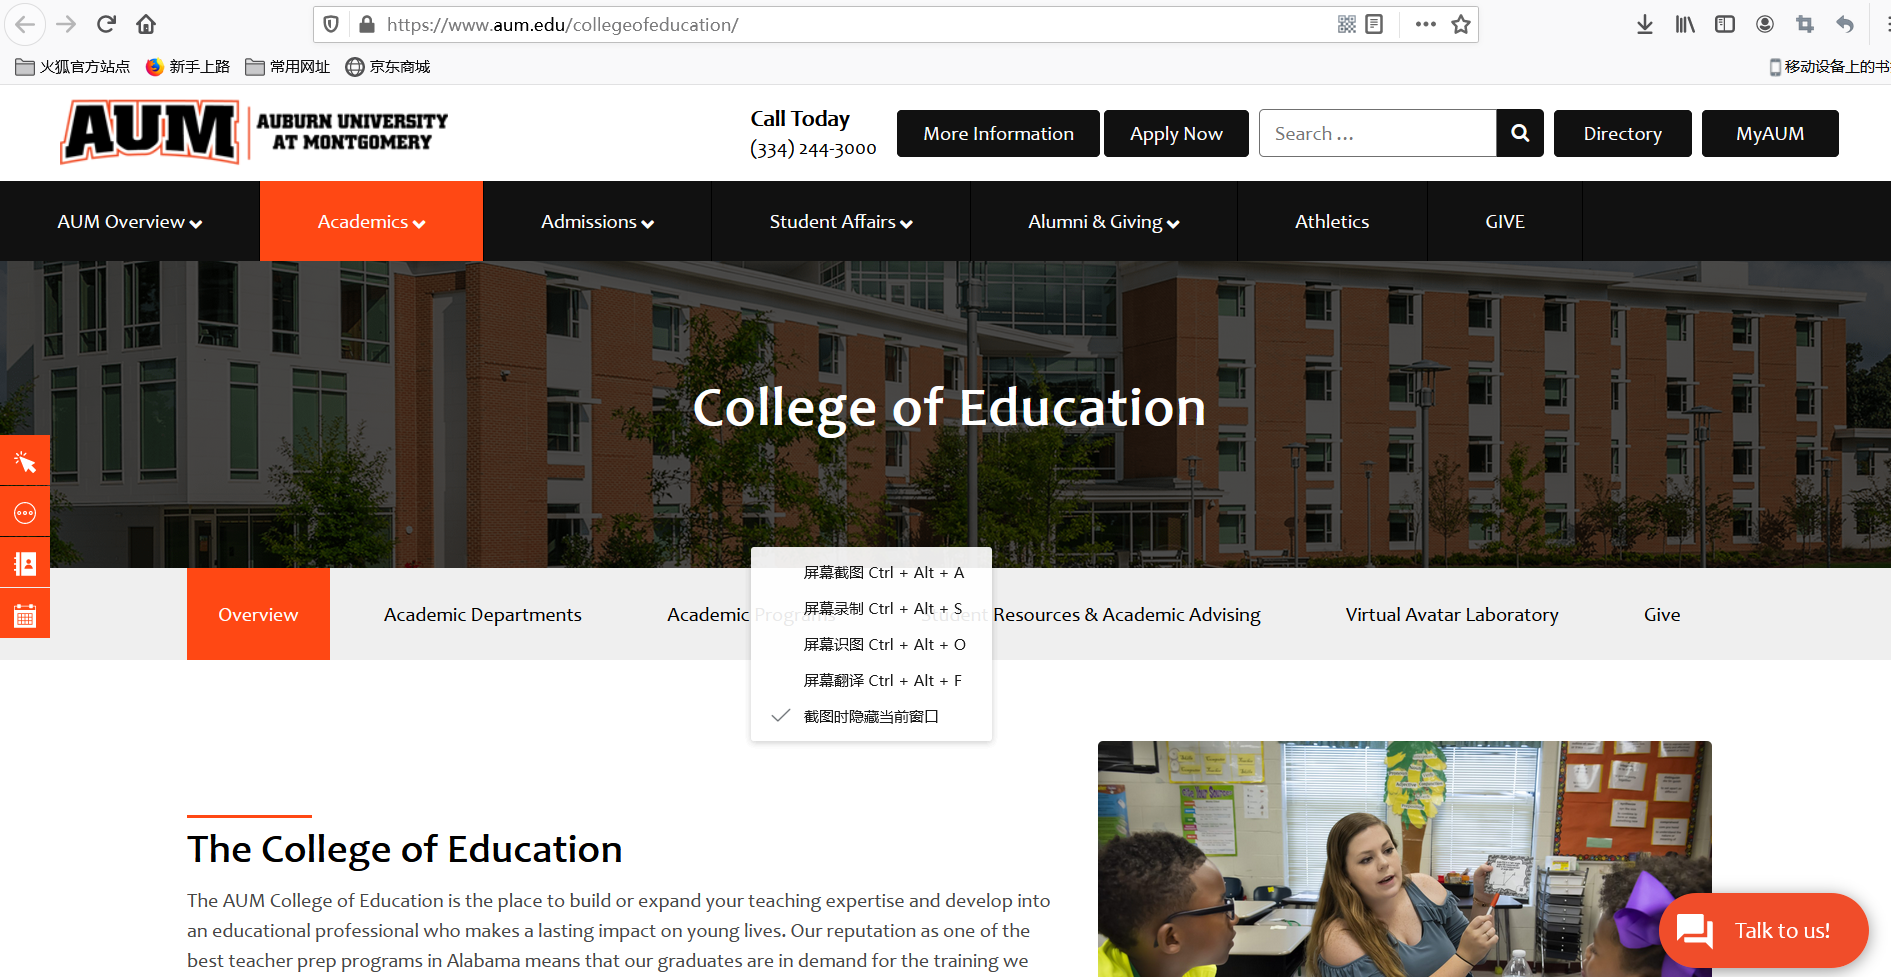 https://www.aum.edu/collegeofeducation/
火狐官方站点 新手上路 常用网址 京东商城 移动设备上的书
AUM AUBURN UNIVERSITY
AT MONTGOMERY
Call Today
(334) 244-3000
More Information Apply Now Search ... Directory MyAUM
AUM Overview Academics Admissions Student Affairs Alumni & Giving Athletics GIVE
College of Education
屏幕截图 Ctrl + Alt + A
屏幕录制 Ctrl + Alt + S
屏幕识图 Ctrl + Alt + O
屏幕翻译 Ctrl + Alt + F
截图时隐藏当前窗口
Overview Academic Departments Academic Programs Student Resources & Academic Advising Virtual Avatar Laboratory Give
The College of Education
The AUM College of Education is the place to build or expand your teaching expertise and develop into
an educational professional who makes a lasting impact on young lives. Our reputation as one of the
best teacher prep programs in Alabama means that our graduates are in demand for the training we
Talk to us!